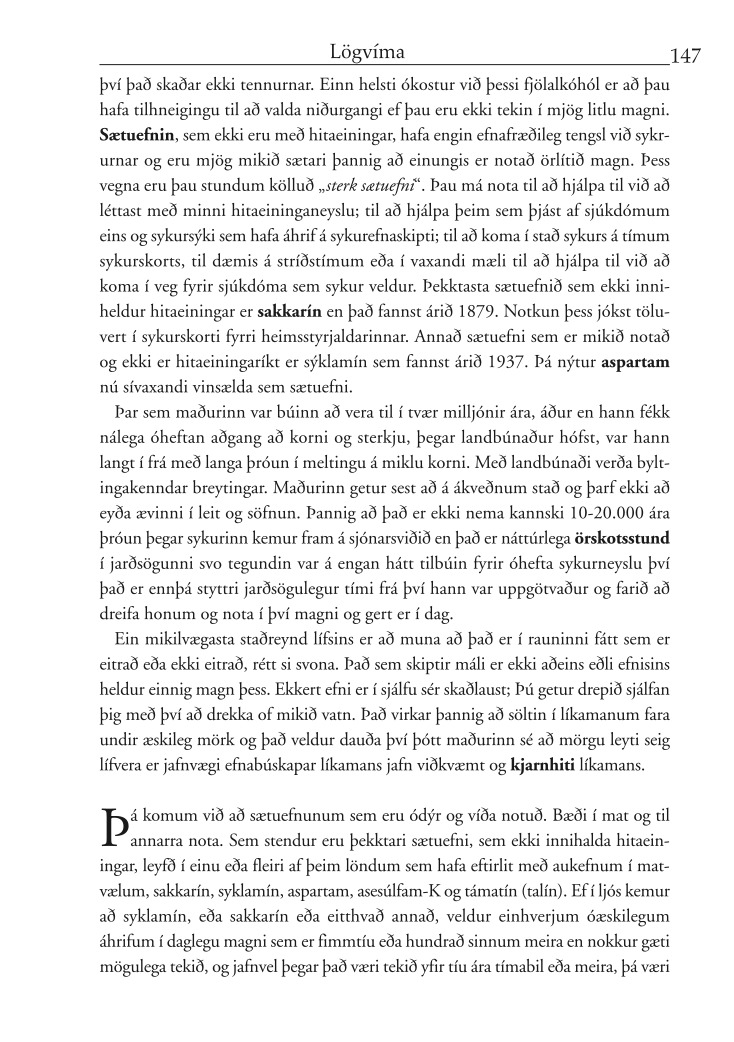 Lögvíma 147
því það skaðar ekki tennurnar. Einn helsti ókostur við þessi fjölalkóhól er að þau
hafa tilhneigingu til að valda niðurgangi ef þau eru ekki tekin í mjög litlu magni.
Sætuefnin, sem ekki eru með hitaeiningar, hafa engin efnafræðileg tengsl við sykr-
urnar og eru mjög mikið sætari þannig að einungis er notað örlítið magn. Þess
vegna eru þau stundum kölluð „sterk sætuefni“. Þau má nota til að hjálpa til við að
léttast með minni hitaeininganeyslu; til að hjálpa þeim sem þjást af sjúkdómum
eins og sykursýki sem hafa áhrif á sykurefnaskipti; til að koma í stað sykurs á tímum
sykurskorts, til dæmis á stríðstímum eða í vaxandi mæli til að hjálpa til við að
koma í veg fyrir sjúkdóma sem sykur veldur. Þekktasta sætuefnið sem ekki inni-
heldur hitaeiningar er sakkarín en það fannst árið 1879. Notkun þess jókst tölu-
vert í sykurskorti fyrri heimsstyrjaldarinnar. Annað sætuefni sem er mikið notað
og ekki er hitaeiningaríkt er sýklamín sem fannst árið 1937. Þá nýtur aspartam
nú sívaxandi vinsælda sem sætuefni.
Þar sem maðurinn var búinn að vera til í tvær milljónir ára, áður en hann fékk
nálega óheftan aðgang að korni og sterkju, þegar landbúnaður hófst, var hann
langt í frá með langa þróun í meltingu á miklu korni. Með landbúnaði verða bylt-
ingakenndar breytingar. Maðurinn getur sest að á ákveðnum stað og þarf ekki að
eyða ævinni í leit og söfnun. Þannig að það er ekki nema kannski 10-20.000 ára
þróun þegar sykurinn kemur fram á sjónarsviðið en það er náttúrlega örskotsstund
í jarðsögunni svo tegundin var á engan hátt tilbúin fyrir óhefta sykurneyslu því
það er ennþá styttri jarðsögulegur tími frá því hann var uppgötvaður og farið að
dreifa honum og nota í því magni og gert er í dag.
Ein mikilvægasta staðreynd lífsins er að muna að það er í rauninni fátt sem er
eitrað eða ekki eitrað, rétt si svona. Það sem skiptir máli er ekki aðeins eðli efnisins
heldur einnig magn þess. Ekkert efni er í sjálfu sér skaðlaust; Þú getur drepið sjálfan
þig með því að drekka of mikið vatn. Það virkar þannig að söltin í líkamanum fara
undir æskileg mörk og það veldur dauða því þótt maðurinn sé að mörgu leyti seig
lífvera er jafnvægi efnabúskapar líkamans jafn viðkvæmt og kjarnhiti líkamans.
Þá komum við að sætuefnunum sem eru ódýr og víða notuð. Bæði í mat og til
annarra nota. Sem stendur eru þekktari sætuefni, sem ekki innihalda hitaein-
ingar, leyfð í einu eða fleiri af þeim löndum sem hafa eftirlit með aukefnum í mat-
vælum, sakkarín, syklamín, aspartam, asesúlfam-K og támatín (talín). Ef í ljós kemur
að syklamín, eða sakkarín eða eitthvað annað, veldur einhverjum óæskilegum
áhrifum í daglegu magni sem er fimmtíu eða hundrað sinnum meira en nokkur gæti
mögulega tekið, og jafnvel þegar það væri tekið yfir tíu ára tímabil eða meira, þá væri